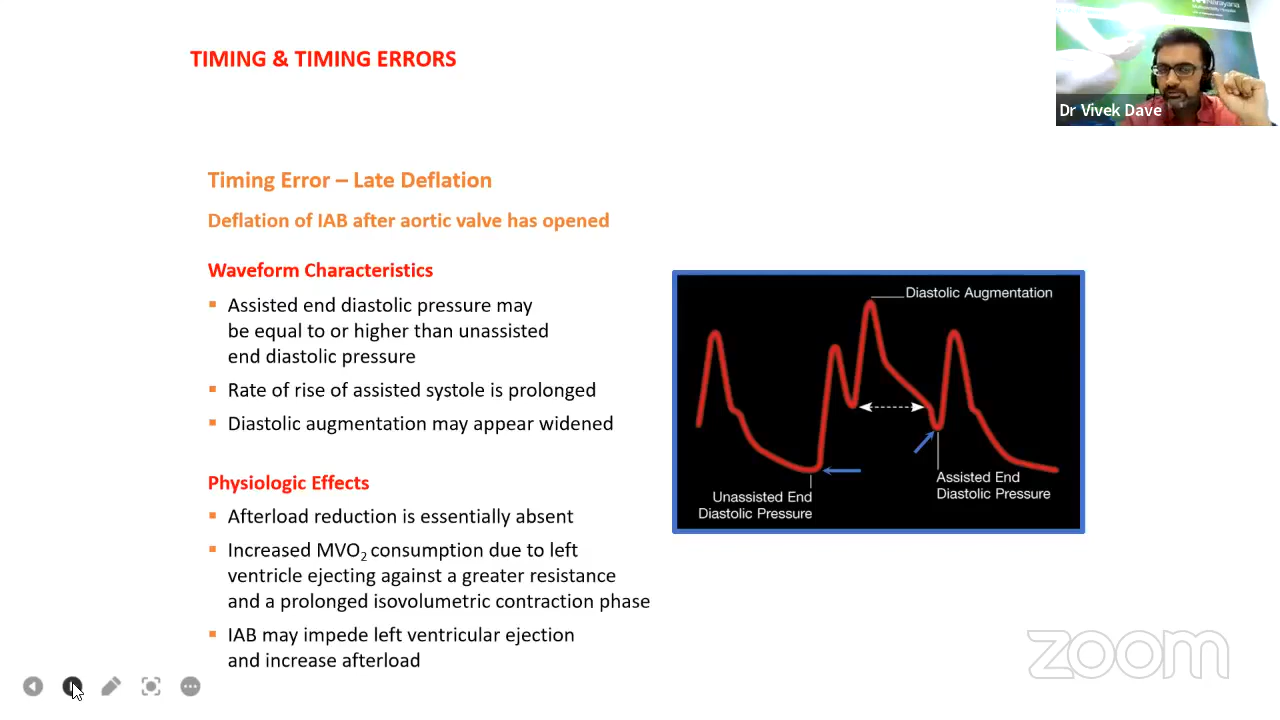 TIMING & TIMING ERRORS
Dr Vivek Dave
Timing Error – Late Deflation
Deflation of IAB after aortic valve has opened
Waveform Characteristics
▪ Assisted end diastolic pressure may
be equal to or higher than unassisted
end diastolic pressure
▪ Rate of rise of assisted systole is prolonged
▪ Diastolic augmentation may appear widened
Physiologic Effects
▪ Afterload reduction is essentially absent
▪ Increased MVO₂ consumption due to left
ventricle ejecting against a greater resistance
and a prolonged isovolumetric contraction phase
▪ IAB may impede left ventricular ejection
and increase afterload
Diastolic Augmentation
Unassisted End
Diastolic Pressure
Assisted End
Diastolic Pressure
zoom